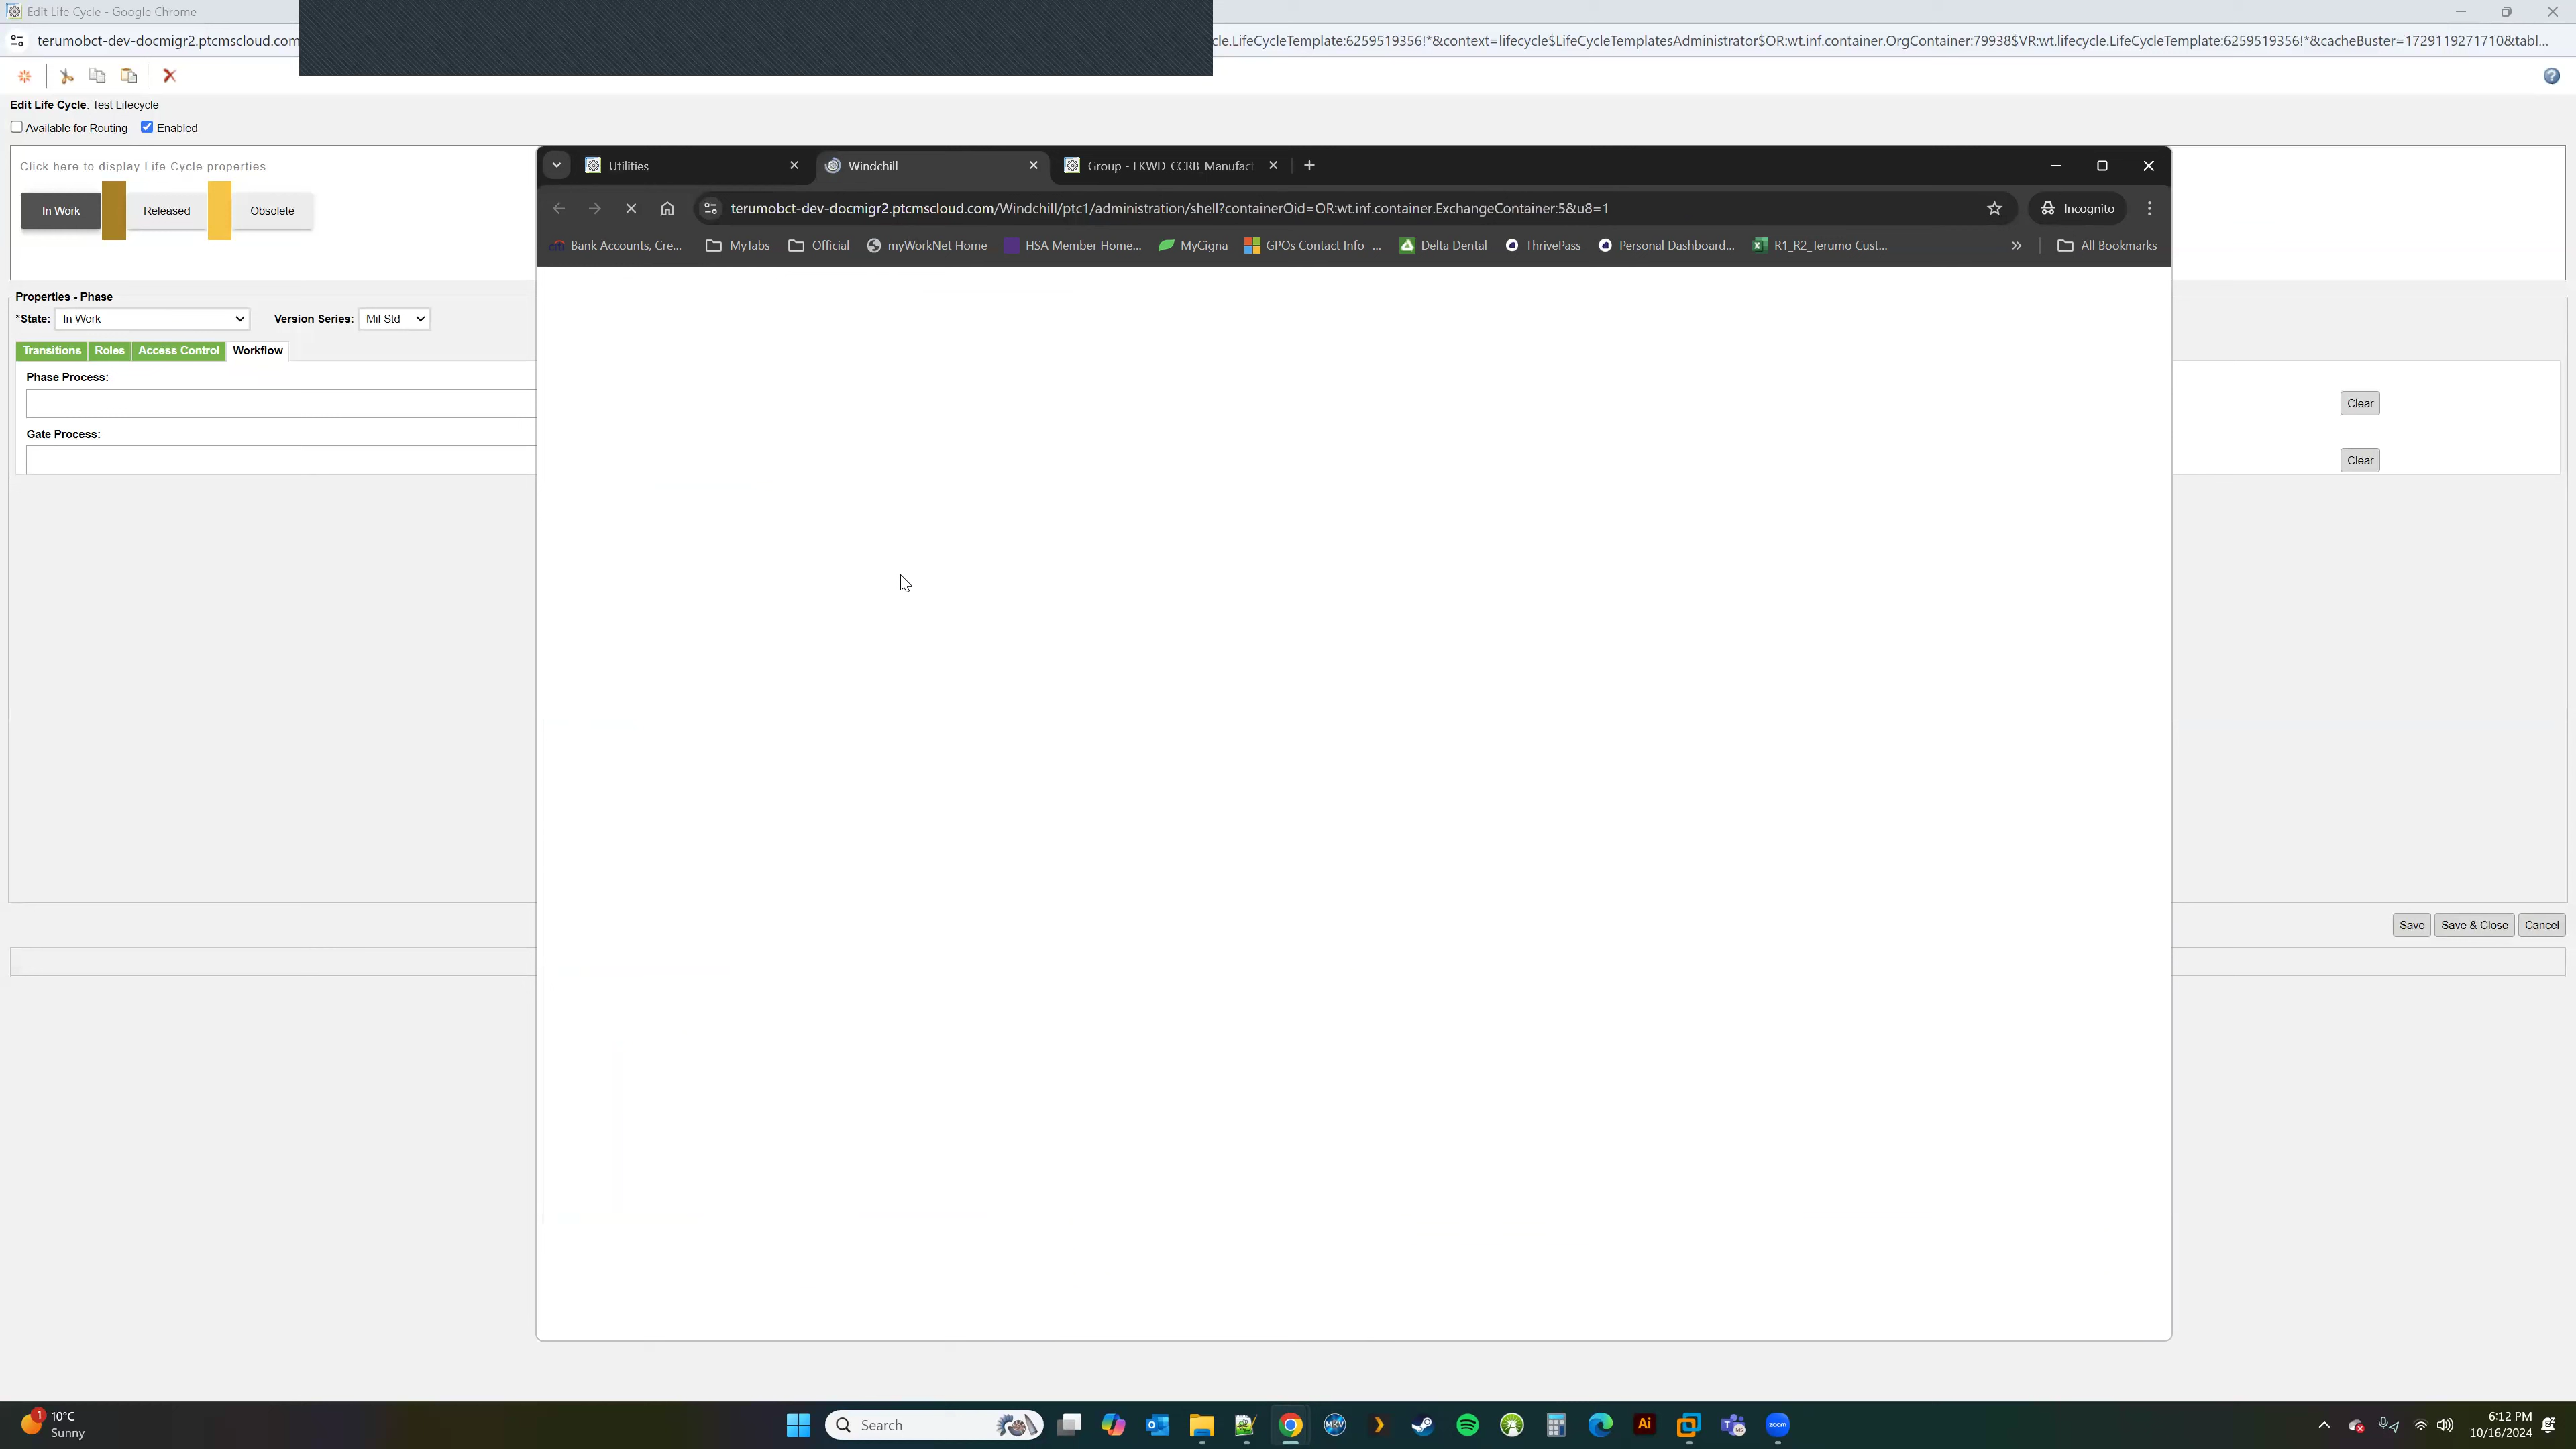 Edit Life Cycle - Google Chrome
terumobct-dev-docmigr2.ptcmscloud.com
cle.LifeCycleTemplate:6259519356!*&context=lifecycle$LifeCycleTemplatesAdministrator$OR:wt.inf.container.OrgContainer:79938$VR:wt.lifecycle.LifeCycleTemplate:6259519356!*&cacheBuster=1729119271710&tabl...
Edit Life Cycle: Test Lifecycle
Available for Routing Enabled
Click here to display Life Cycle properties
In Work Released Obsolete
Properties - Phase
*State: In Work Version Series: Mil Std
Transitions Roles Access Control Workflow
Phase Process:
Clear
Gate Process:
Clear
Save Save & Close Cancel
Utilities Windchill Group - LKWD_CCRB_Manufact
terumobct-dev-docmigr2.ptcmscloud.com/Windchill/ptc1/administration/shell?containerOid=OR:wt.inf.container.ExchangeContainer:5&u8=1
Incognito
citi Bank Accounts, Cre... MyTabs Official myWorkNet Home HSA Member Home... MyCigna GPOs Contact Info -... Delta Dental ThrivePass Personal Dashboard... R1_R2_Terumo Cust... » All Bookmarks
1 10°C
Sunny
Search
MKV
Ai
zoom
6:12 PM
10/16/2024